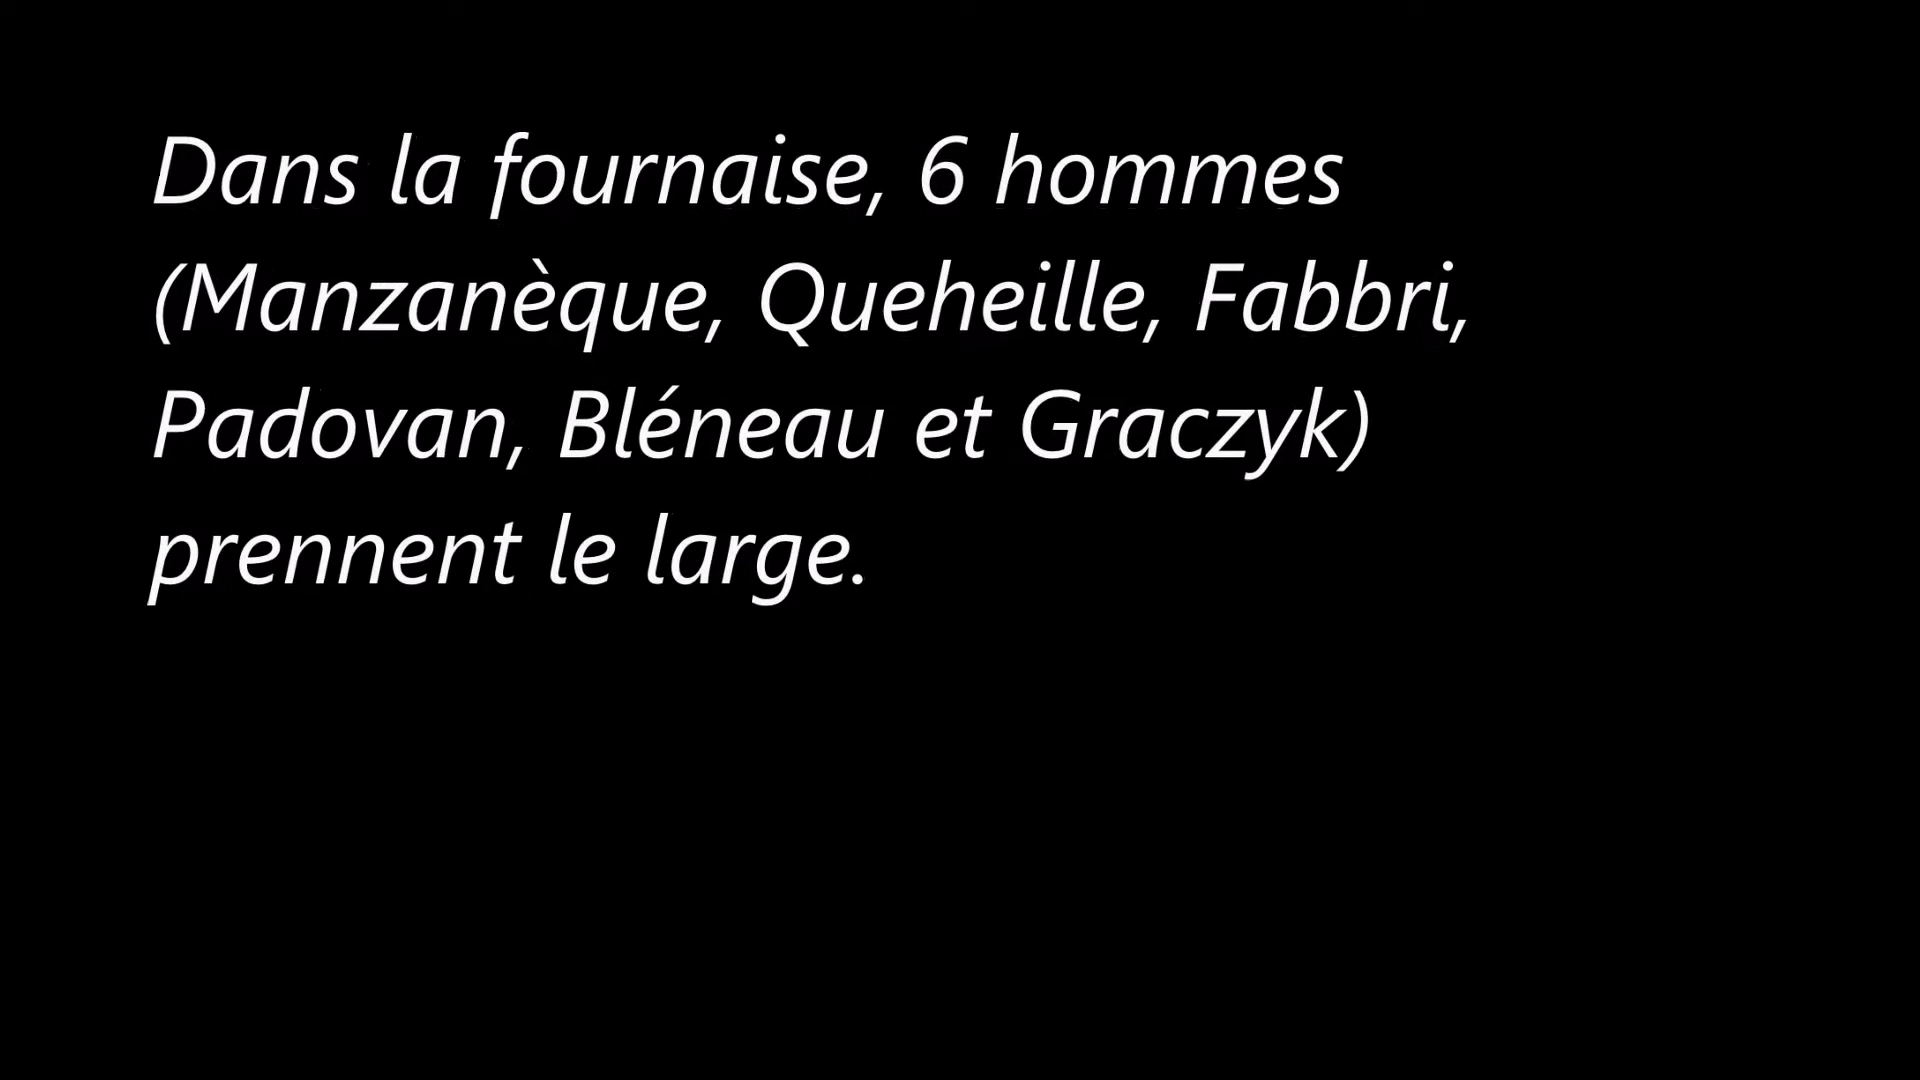 Dans la fournaise, 6 hommes
(Manzanèque, Queheille, Fabbri,
Padovan, Bléneau et Graczyk)
prennent le large.